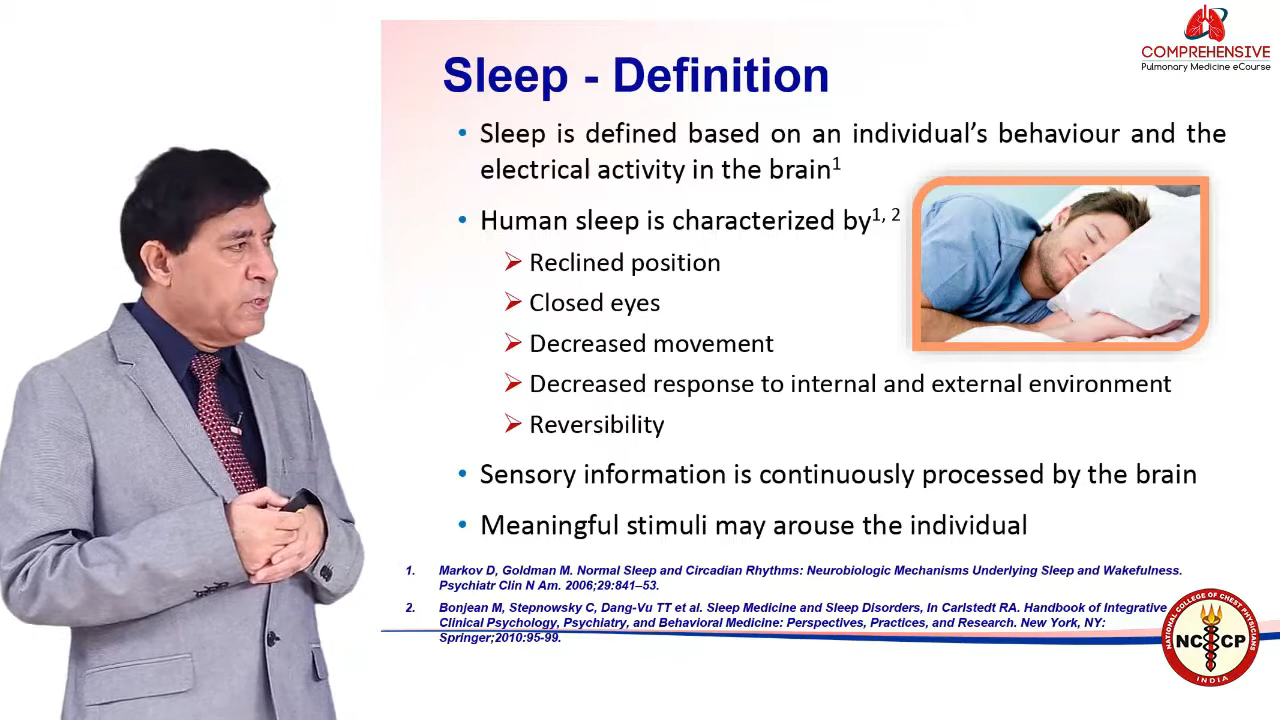 COMPREHENSIVE
Pulmonary Medicine eCourse
Sleep - Definition
• Sleep is defined based on an individual’s behaviour and the
electrical activity in the brain1
• Human sleep is characterized by1, 2
➢ Reclined position
➢ Closed eyes
➢ Decreased movement
➢ Decreased response to internal and external environment
➢ Reversibility
• Sensory information is continuously processed by the brain
• Meaningful stimuli may arouse the individual
1. Markov D, Goldman M. Normal Sleep and Circadian Rhythms: Neurobiologic Mechanisms Underlying Sleep and Wakefulness.
Psychiatr Clin N Am. 2006;29:841–53.
2. Bonjean M, Stepnowsky C, Dang-Vu TT et al. Sleep Medicine and Sleep Disorders, In Carlstedt RA. Handbook of Integrative
Clinical Psychology, Psychiatry, and Behavioral Medicine: Perspectives, Practices, and Research. New York, NY:
Springer;2010:95-99.
NATIONAL COLLEGE OF CHEST PHYSICIANS
NCCP
INDIA